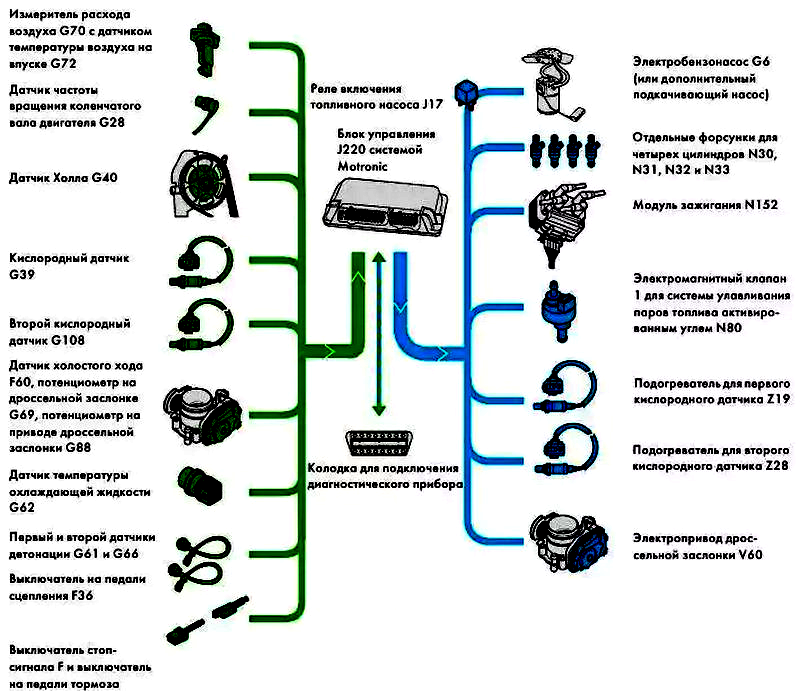 Измеритель расхода
воздуха G70 с датчиком
температуры воздуха на
впуске G72
Датчик частоты
вращения коленчатого
вала двигателя G28
Датчик Холла G40
Кислородный датчик
G39
Второй кислородный
датчик G108
Датчик холостого хода
F60, потенциометр на
дроссельной заслонке
G69, потенциометр на
приводе дроссельной
заслонки G88
Датчик температуры
охлаждающей жидкости
G62
Первый и второй датчики
детонации G61 и G66
Выключатель на педали
сцепления F36
Выключатель стоп-
сигнала F и выключатель
на педали тормоза
Реле включения
топливного насоса J17
Блок управления
J220 системой
Motronic
Колодка для подключения
диагностического прибора
Электробензонасос G6
(или дополнительный
подкачивающий насос)
Отдельные форсунки для
четырех цилиндров N30,
N31, N32 и N33
Модуль зажигания N152
Электромагнитный клапан
1 для системы улавливания
паров топлива активиро-
ванным углем N80
Подогреватель для первого
кислородного датчика Z19
Подогреватель для второго
кислородного датчика Z28
Электропривод дрос-
сельной заслонки V60